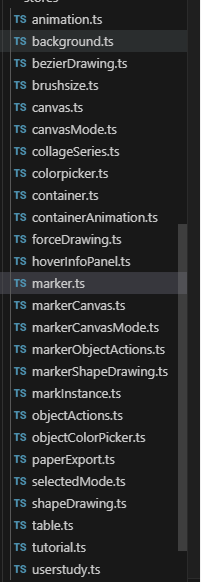 stores
TS animation.ts
TS background.ts
TS bezierDrawing.ts
TS brushsize.ts
TS canvas.ts
TS canvasMode.ts
TS collageSeries.ts
TS colorpicker.ts
TS container.ts
TS containerAnimation.ts
TS forceDrawing.ts
TS hoverInfoPanel.ts
TS marker.ts
TS markerCanvas.ts
TS markerCanvasMode.ts
TS markerObjectActions.ts
TS markerShapeDrawing.ts
TS markInstance.ts
TS objectActions.ts
TS objectColorPicker.ts
TS paperExport.ts
TS selectedMode.ts
TS shapeDrawing.ts
TS table.ts
TS tutorial.ts
TS userstudy.ts